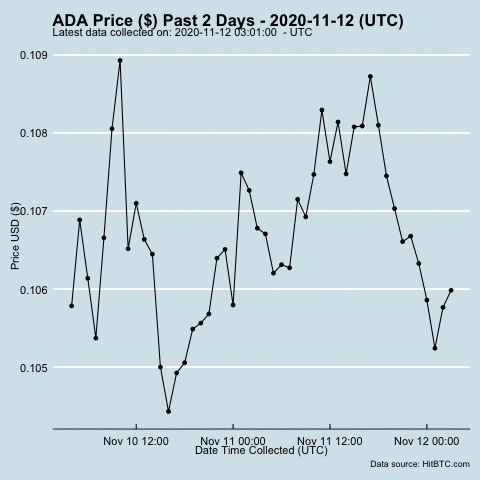 ADA Price ($) Past 2 Days - 2020-11-12 (UTC)
Latest data collected on: 2020-11-12 03:01:00 - UTC
0.109
0.108
0.107
0.106
0.105
Price USD ($)
Nov 10 12:00 Nov 11 00:00 Nov 11 12:00 Nov 12 00:00
Date Time Collected (UTC)
Data source: HitBTC.com